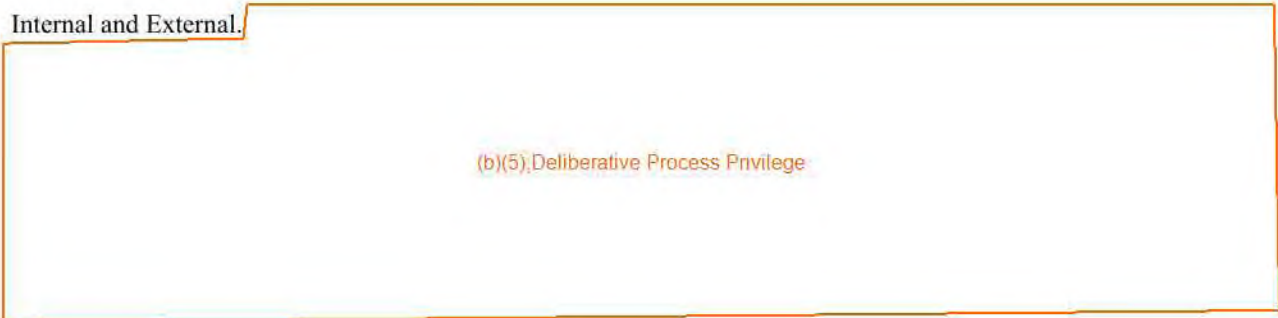 Internal and External.
(b)(5),Deliberative Process Privilege